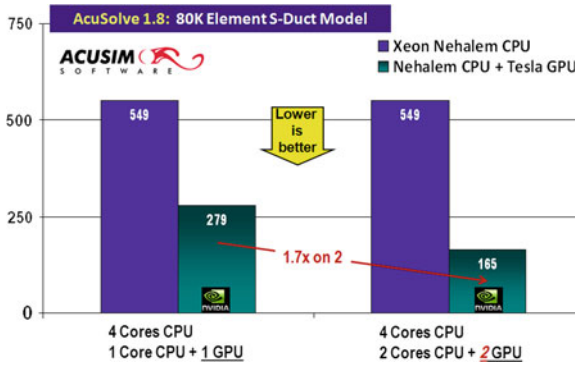 750
AcuSolve 1.8: 80K Element S-Duct Model
ACUSIM
SOFTWARE
Xeon Nehalem CPU
Nehalem CPU + Tesla GPU
549
Lower
is
better
549
500
250
279
1.7x on 2
165
NVIDIA
NVIDIA
0
4 Cores CPU
1 Core CPU + 1 GPU
4 Cores CPU
2 Cores CPU + 2 GPU